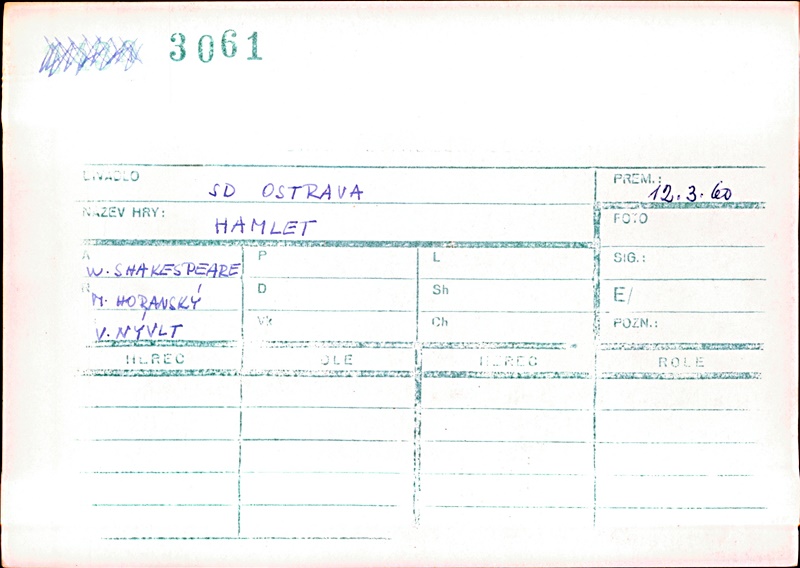 3061
DIVADLO SD OSTRAVA PREM.: 12.3.60
NÁZEV HRY: HAMLET FOTO
A W. SHAKESPEARE P L SIG.:
R M. HORANSKÝ D Sh E/
V. NÝVLT Vk Ch POZN.:
HEREC ROLE HEREC ROLE